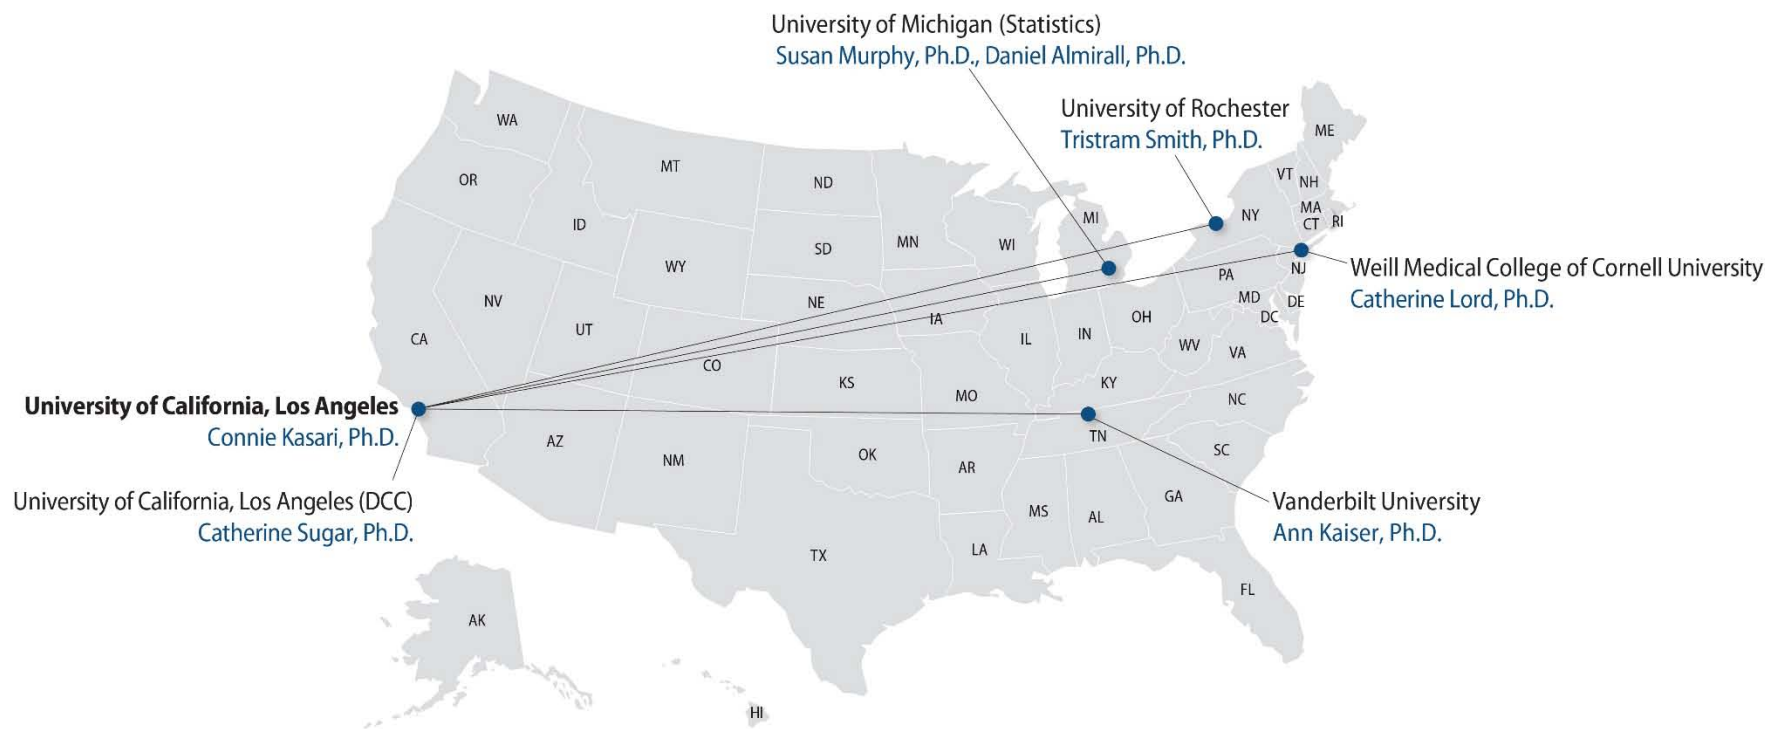 University of Michigan (Statistics)
Susan Murphy, Ph.D., Daniel Almirall, Ph.D.
University of Rochester
Tristram Smith, Ph.D.
Weill Medical College of Cornell University
Catherine Lord, Ph.D.
University of California, Los Angeles
Connie Kasari, Ph.D.
University of California, Los Angeles (DCC)
Catherine Sugar, Ph.D.
Vanderbilt University
Ann Kaiser, Ph.D.
WA
OR
MT
ID
ND
SD
MN
WI
MI
NY
VT
NH
ME
MA
CT
RI
WY
NE
IA
PA
NJ
MD
DE
DC
NV
UT
CA
CO
KS
MO
IL
IN
OH
WV
VA
KY
NC
TN
SC
AZ
NM
OK
AR
MS
AL
GA
LA
TX
FL
AK
HI